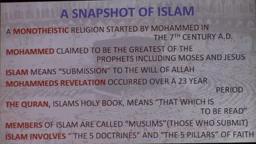 A SNAPSHOT OF ISLAM
A MONOTHEISTIC RELIGION STARTED BY MOHAMMED IN
THE 7TH CENTURY A.D.
MOHAMMED CLAIMED TO BE THE GREATEST OF THE
PROPHETS INCLUDING MOSES AND JESUS
ISLAM MEANS "SUBMISSION" TO THE WILL OF ALLAH
MOHAMMEDS REVELATION OCCURRED OVER A 23 YEAR
PERIOD
THE QURAN, ISLAMS HOLY BOOK, MEANS "THAT WHICH IS
TO BE READ"
MEMBERS OF ISLAM ARE CALLED "MUSLIMS"(THOSE WHO SUBMIT)
ISLAM INVOLVES "THE 5 DOCTRINES" AND "THE 5 PILLARS" OF FAITH